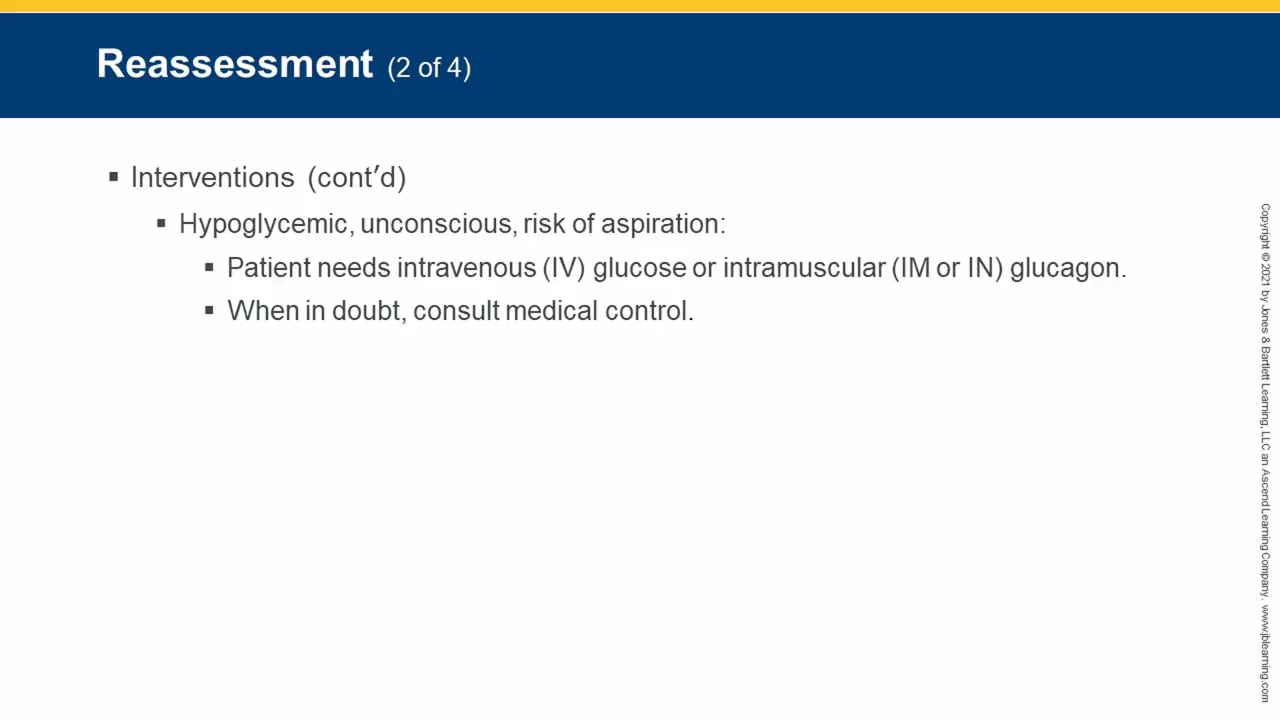 Reassessment (2 of 4)
▪ Interventions (cont’d)
▪ Hypoglycemic, unconscious, risk of aspiration:
▪ Patient needs intravenous (IV) glucose or intramuscular (IM or IN) glucagon.
▪ When in doubt, consult medical control.
Copyright © 2021 by Jones & Bartlett Learning, LLC an Ascend Learning Company. www.jblearning.com